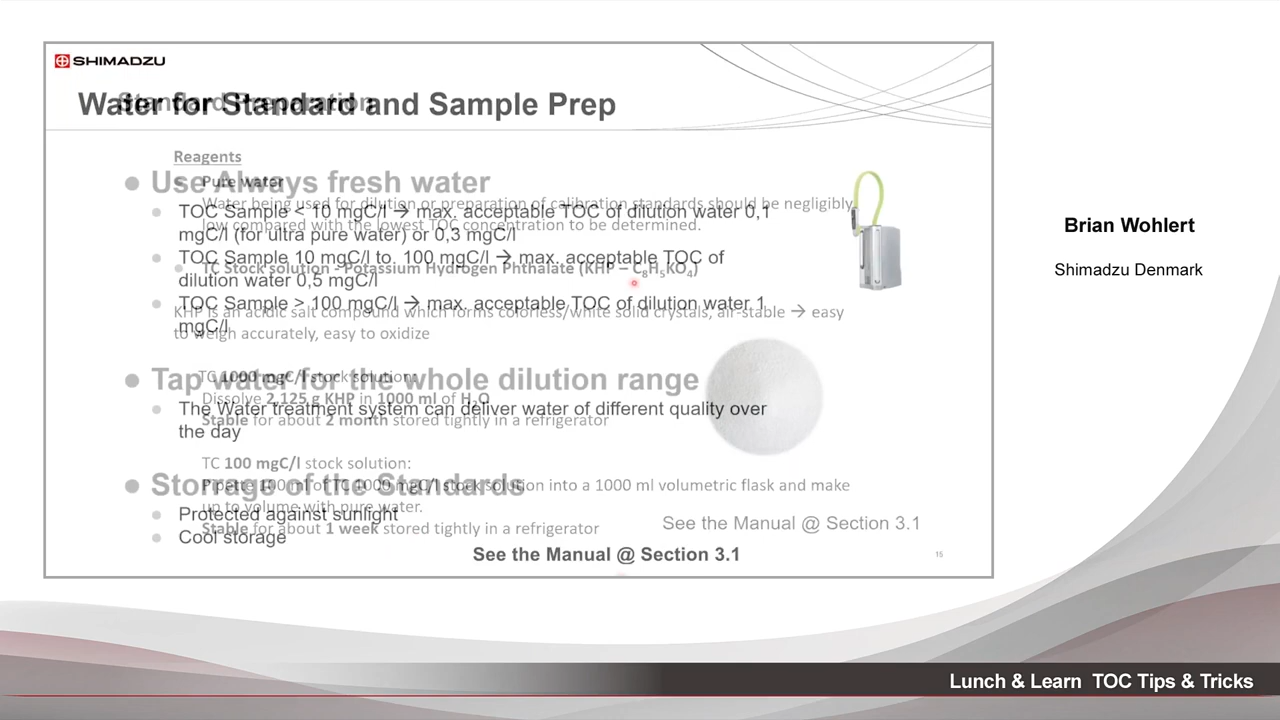 SHIMADZU
Water for Standard and Sample Prep
Standard Preparation
Reagents
Pure water
Water being used for dilution or preparation of calibration standards should be negligibly
low compared with the lowest TOC concentration to be determined.
TC Stock solution - Potassium Hydrogen Phthalate (KHP – C8H5KO4)
KHP is an acidic salt compound which forms colorless/white solid crystals, air-stable → easy
to weigh accurately, easy to oxidize
TC 1000 mgC/l stock solution:
Dissolve 2,125 g KHP in 1000 ml of H2O
Stable for about 2 month stored tightly in a refrigerator
TC 100 mgC/l stock solution:
Pipette 100 ml of TC 1000 mgC/l stock solution into a 1000 ml volumetric flask and make
up to volume with pure water.
Stable for about 1 week stored tightly in a refrigerator
See the Manual @ Section 3.1
Use Always fresh water
TOC Sample < 10 mgC/l → max. acceptable TOC of dilution water 0,1
mgC/l (for ultra pure water) or 0,3 mgC/l
TOC Sample 10 mgC/l to. 100 mgC/l → max. acceptable TOC of
dilution water 0,5 mgC/l
TOC Sample > 100 mgC/l → max. acceptable TOC of dilution water 1
mgC/l
Tap water for the whole dilution range
The Water treatment system can deliver water of different quality over
the day
Storrage of the Standards
Protected against sunlight
Cool storage
See the Manual @ Section 3.1
15
Brian Wohlert
Shimadzu Denmark
Lunch & Learn TOC Tips & Tricks